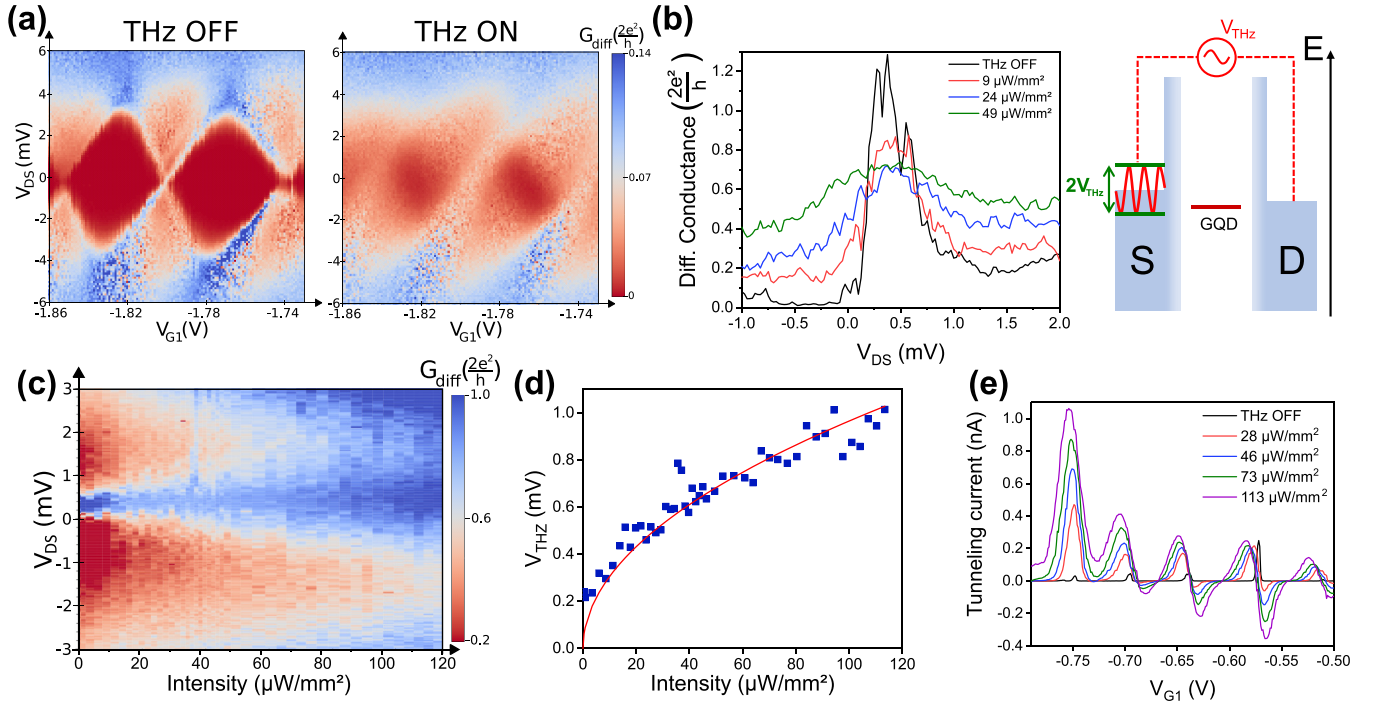 (a)
THz OFF
THz ON
G_diff(2e²/h)
0.14
0.07
0
6
4
2
0
-2
-4
-6
V_DS (mV)
-1.86
-1.82
-1.78
-1.74
V_G1(V)
6
4
2
0
-2
-4
-6
-1.86
-1.82
-1.78
-1.74
V_G1(V)
(b)
Diff. Conductance (2e²/h)
1.2
1.0
0.8
0.6
0.4
0.2
0.0
THz OFF
9 µW/mm²
24 µW/mm²
49 µW/mm²
-1.0
-0.5
0.0
0.5
1.0
1.5
2.0
V_DS (mV)
V_THz
E
2V_THz
GQD
S
D
(c)
G_diff(2e²/h)
1.0
0.6
0.2
3
2
1
0
-1
-2
-3
V_DS (mV)
0
20
40
60
80
100
120
Intensity (µW/mm²)
(d)
V_THZ (mV)
1.0
0.8
0.6
0.4
0.2
0.0
0
20
40
60
80
100
120
Intensity (µW/mm²)
(e)
Tunneling current (nA)
1.0
0.8
0.6
0.4
0.2
0.0
-0.2
-0.4
THz OFF
28 µW/mm²
46 µW/mm²
73 µW/mm²
113 µW/mm²
-0.75
-0.70
-0.65
-0.60
-0.55
-0.50
V_G1 (V)